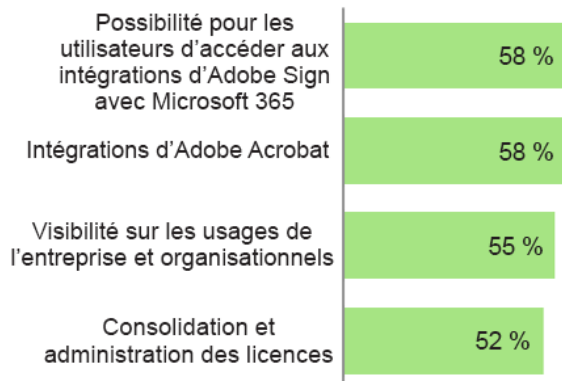 Possibilité pour les
utilisateurs d’accéder aux
intégrations d’Adobe Sign
avec Microsoft 365
58 %
Intégrations d’Adobe Acrobat
58 %
Visibilité sur les usages de
l’entreprise et organisationnels
55 %
Consolidation et
administration des licences
52 %